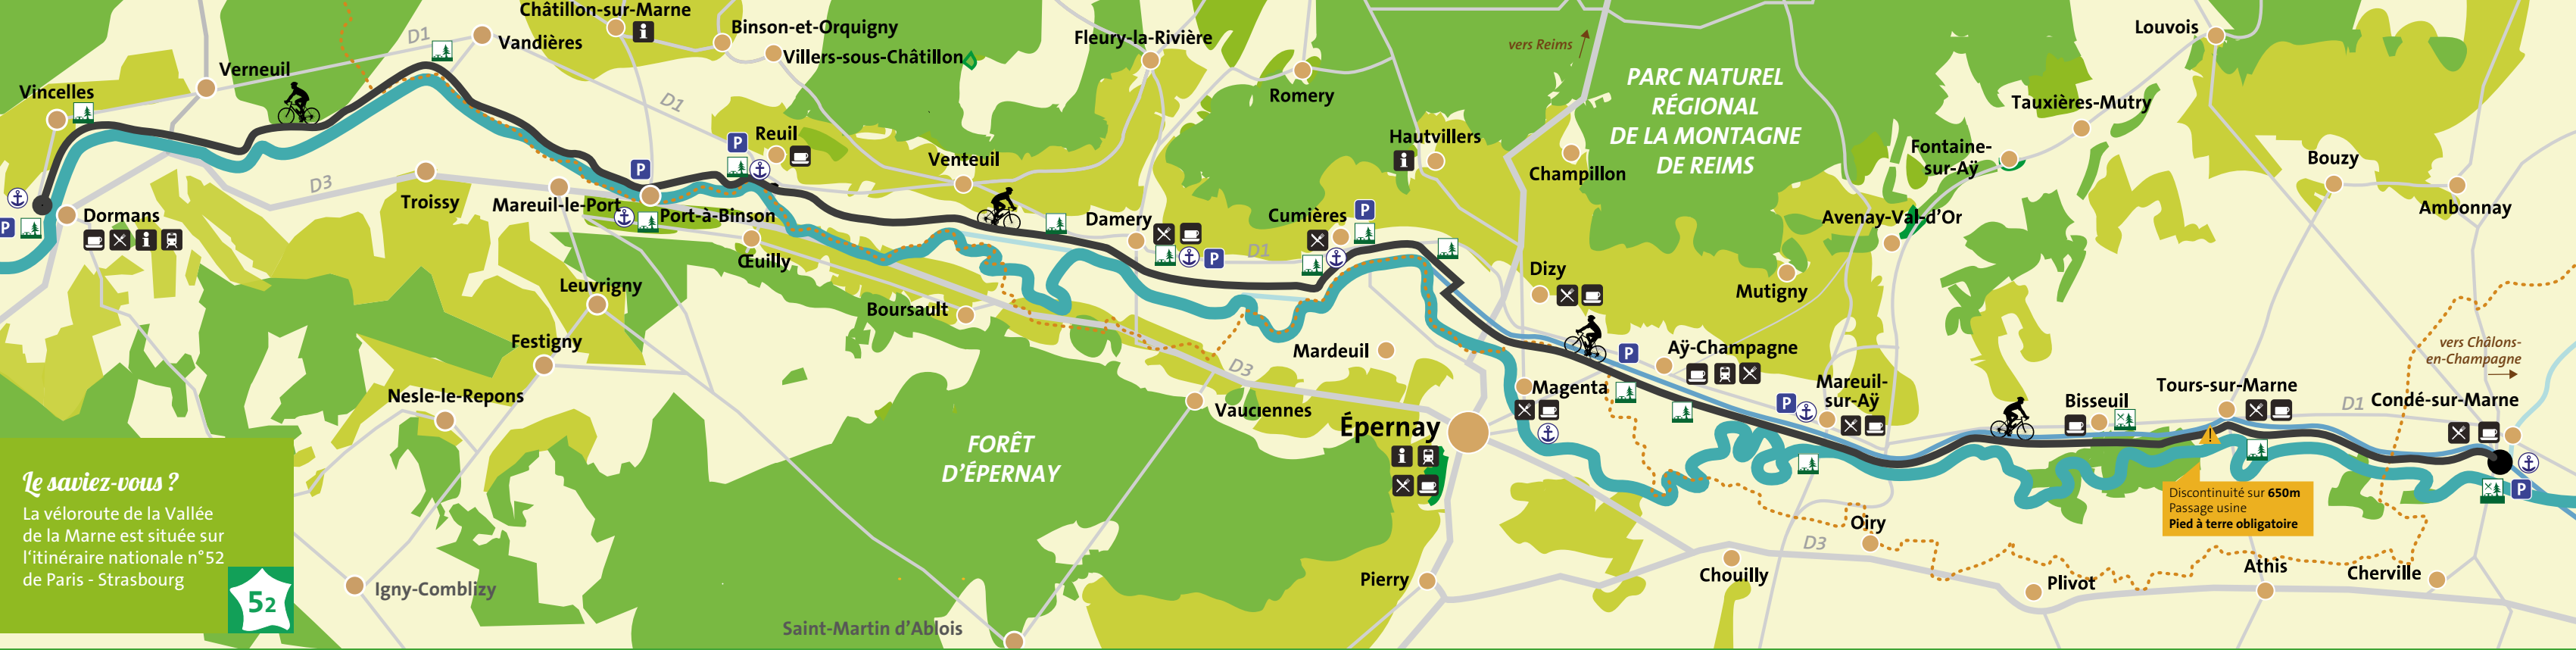 Châtillon-sur-Marne
Binson-et-Orquigny
Vandières
D1
Villers-sous-Châtillon
Fleury-la-Rivière
vers Reims
Louvois
Verneuil
Vincelles
D1
Romery
PARC NATUREL
RÉGIONAL
DE LA MONTAGNE
DE REIMS
Tauxières-Mutry
P
Reuil
Hautvillers
Venteuil
Champillon
Fontaine-
sur-Aÿ
Bouzy
P
D3
Troissy
Mareuil-le-Port
Port-à-Binson
Dormans
P
Damery
Cumières
P
Avenay-Val-d'Or
Ambonnay
Œuilly
D1
P
Dizy
Leuvrigny
Boursault
Mutigny
Festigny
Mardeuil
P
Aÿ-Champagne
vers Châlons-
en-Champagne
D3
Nesle-le-Repons
Magenta
Mareuil-
sur-Aÿ
P
Tours-sur-Marne
Bisseuil
D1
Condé-sur-Marne
Vauciennes
Épernay
FORÊT
D'ÉPERNAY
P
Le saviez-vous ?
La véloroute de la Vallée
de la Marne est située sur
l'itinéraire nationale n°52
de Paris - Strasbourg
52
Discontinuité sur 650m
Passage usine
Pied à terre obligatoire
Oiry
D3
Igny-Comblizy
Pierry
Chouilly
Plivot
Athis
Cherville
Saint-Martin d'Ablois